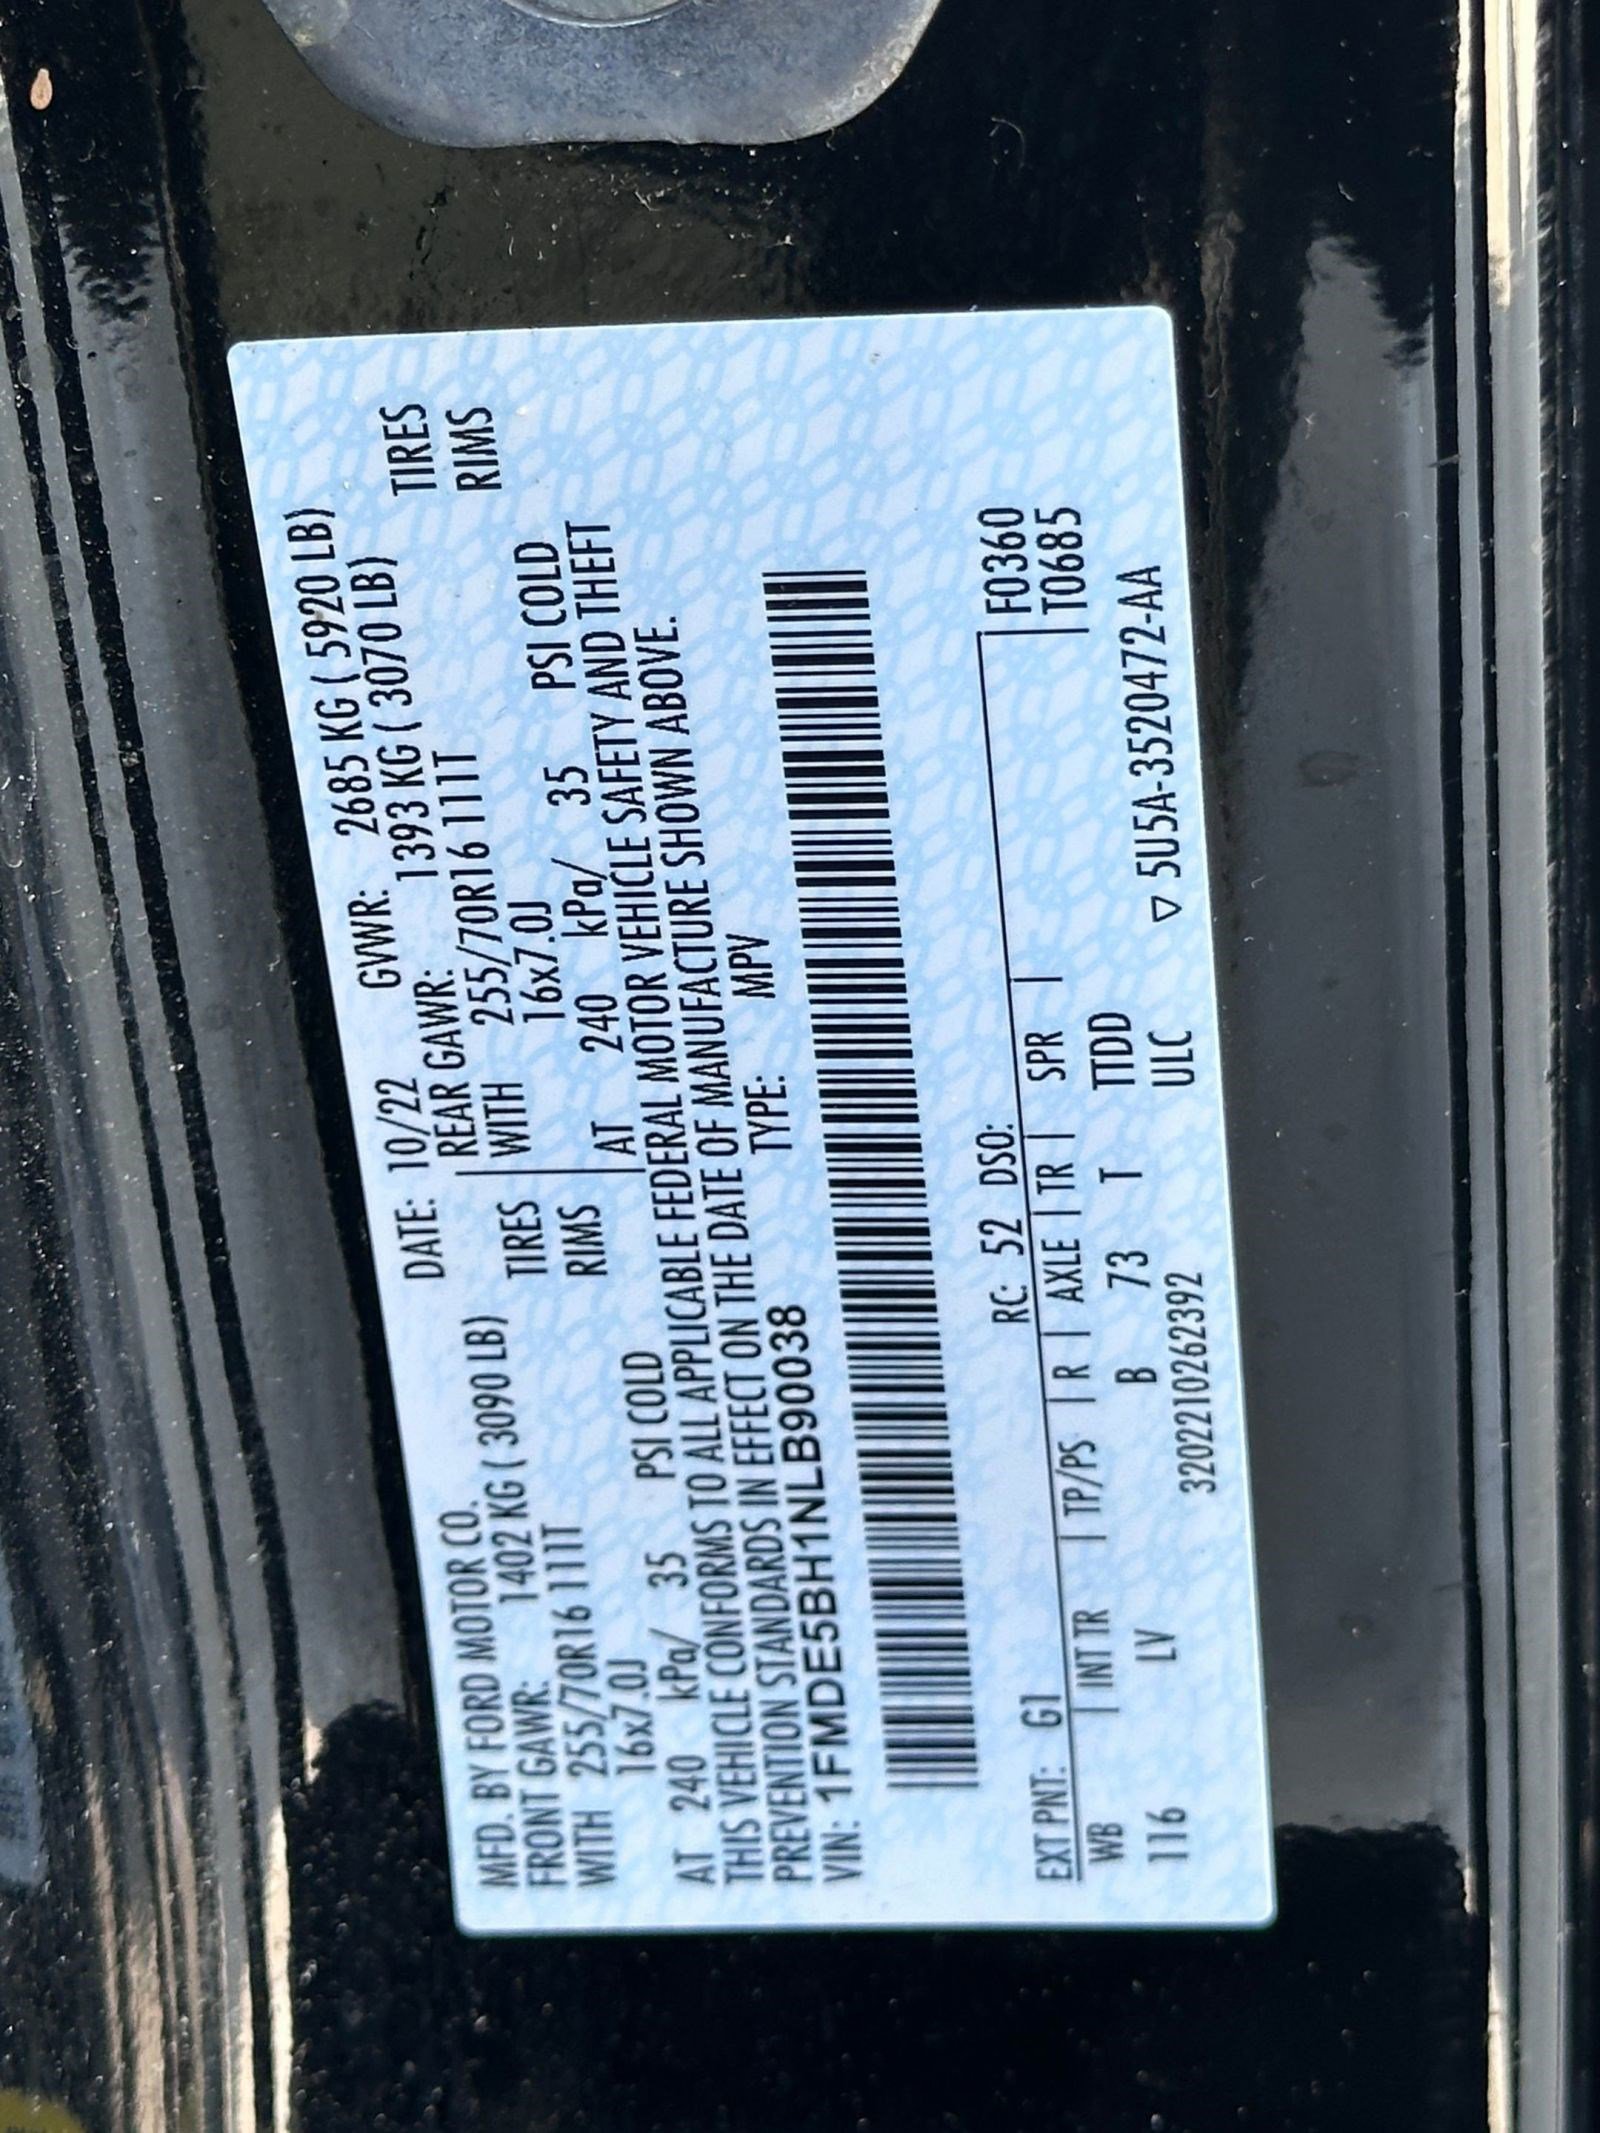 MFD. BY FORD MOTOR CO. DATE: 10/22 GVWR: 2685 KG ( 5920 LB)
FRONT GAWR: 1402 KG ( 3090 LB) REAR GAWR: 1393 KG ( 3070 LB)
WITH 255/70R16 111T TIRES WITH 255/70R16 111T TIRES
16x7.0J RIMS 16x7.0J RIMS
AT 240 kPa/ 35 PSI COLD AT 240 kPa/ 35 PSI COLD
THIS VEHICLE CONFORMS TO ALL APPLICABLE FEDERAL MOTOR VEHICLE SAFETY AND THEFT
PREVENTION STANDARDS IN EFFECT ON THE DATE OF MANUFACTURE SHOWN ABOVE.
VIN: 1FMDE5BH1NLB90038 TYPE: MPV
EXT PNT: G1 RC: 52 DSO: F0360
WB INT TR TP/PS R AXLE TR SPR T0685
116 LV B 73 T TTDD
3202210262392 ULC ▽ 5U5A-3520472-AA